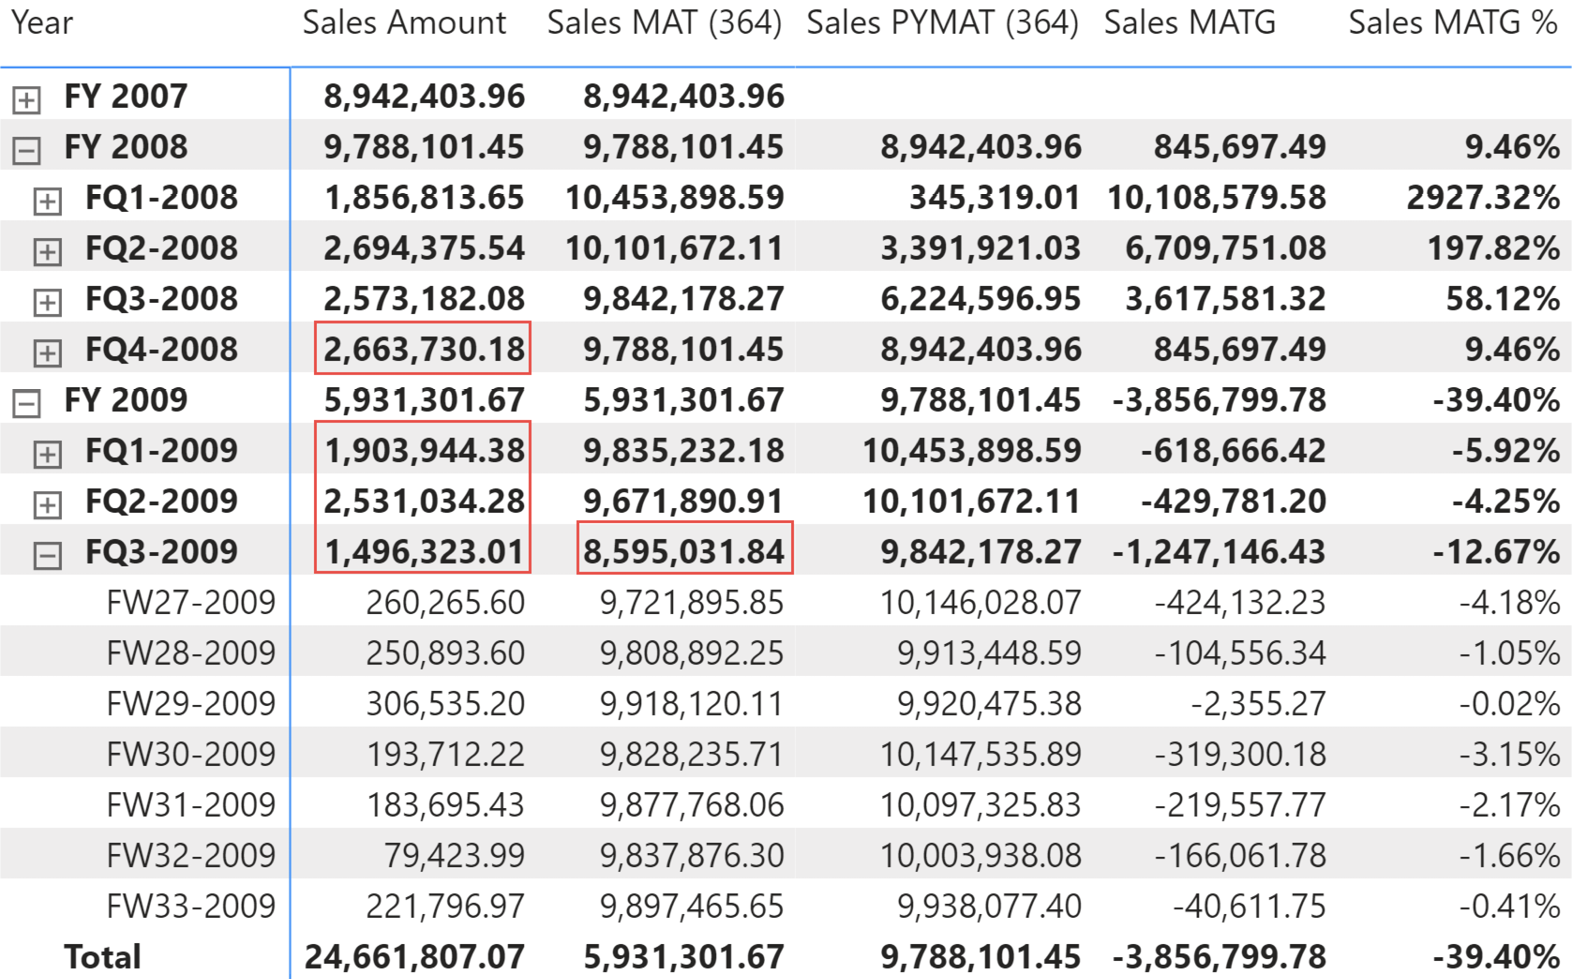 Year Sales Amount Sales MAT (364) Sales PYMAT (364) Sales MATG Sales MATG %
FY 2007 8,942,403.96 8,942,403.96
FY 2008 9,788,101.45 9,788,101.45 8,942,403.96 845,697.49 9.46%
FQ1-2008 1,856,813.65 10,453,898.59 345,319.01 10,108,579.58 2927.32%
FQ2-2008 2,694,375.54 10,101,672.11 3,391,921.03 6,709,751.08 197.82%
FQ3-2008 2,573,182.08 9,842,178.27 6,224,596.95 3,617,581.32 58.12%
FQ4-2008 2,663,730.18 9,788,101.45 8,942,403.96 845,697.49 9.46%
FY 2009 5,931,301.67 5,931,301.67 9,788,101.45 -3,856,799.78 -39.40%
FQ1-2009 1,903,944.38 9,835,232.18 10,453,898.59 -618,666.42 -5.92%
FQ2-2009 2,531,034.28 9,671,890.91 10,101,672.11 -429,781.20 -4.25%
FQ3-2009 1,496,323.01 8,595,031.84 9,842,178.27 -1,247,146.43 -12.67%
FW27-2009 260,265.60 9,721,895.85 10,146,028.07 -424,132.23 -4.18%
FW28-2009 250,893.60 9,808,892.25 9,913,448.59 -104,556.34 -1.05%
FW29-2009 306,535.20 9,918,120.11 9,920,475.38 -2,355.27 -0.02%
FW30-2009 193,712.22 9,828,235.71 10,147,535.89 -319,300.18 -3.15%
FW31-2009 183,695.43 9,877,768.06 10,097,325.83 -219,557.77 -2.17%
FW32-2009 79,423.99 9,837,876.30 10,003,938.08 -166,061.78 -1.66%
FW33-2009 221,796.97 9,897,465.65 9,938,077.40 -40,611.75 -0.41%
Total 24,661,807.07 5,931,301.67 9,788,101.45 -3,856,799.78 -39.40%